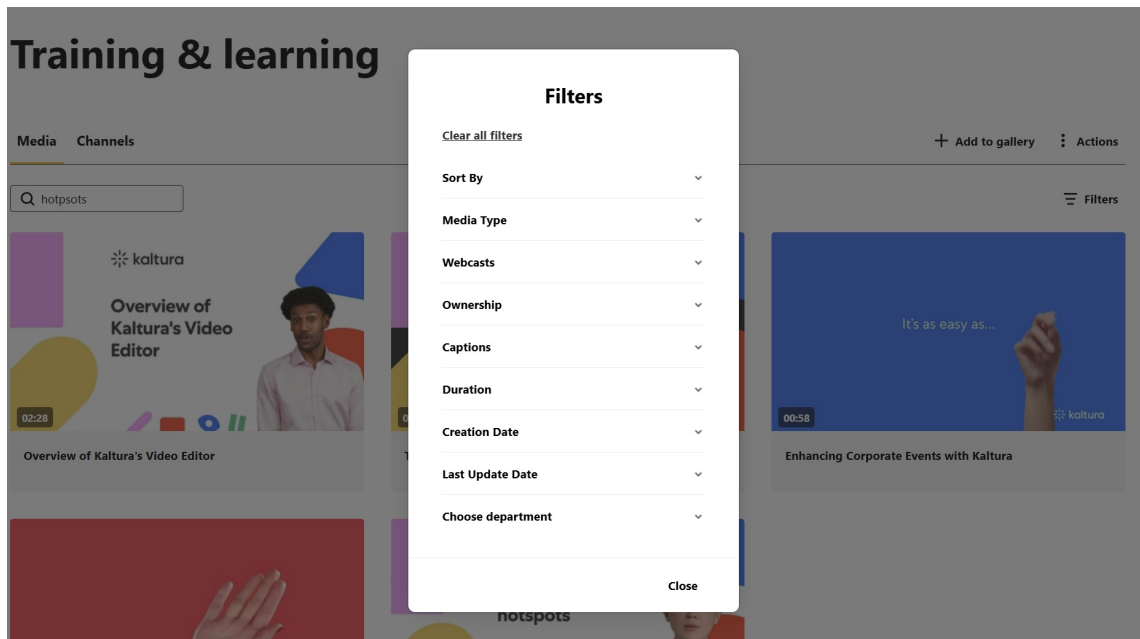 Training & learning
Media
Channels
Add to gallery
Actions
hotpsots
Filters
kaltura
Overview of
Kaltura's Video
Editor
02:28
Overview of Kaltura's Video Editor
It's as easy as...
kaltura
00:58
Enhancing Corporate Events with Kaltura
hotspots
Filters
Clear all filters
Sort By
Media Type
Webcasts
Ownership
Captions
Duration
Creation Date
Last Update Date
Choose department
Close